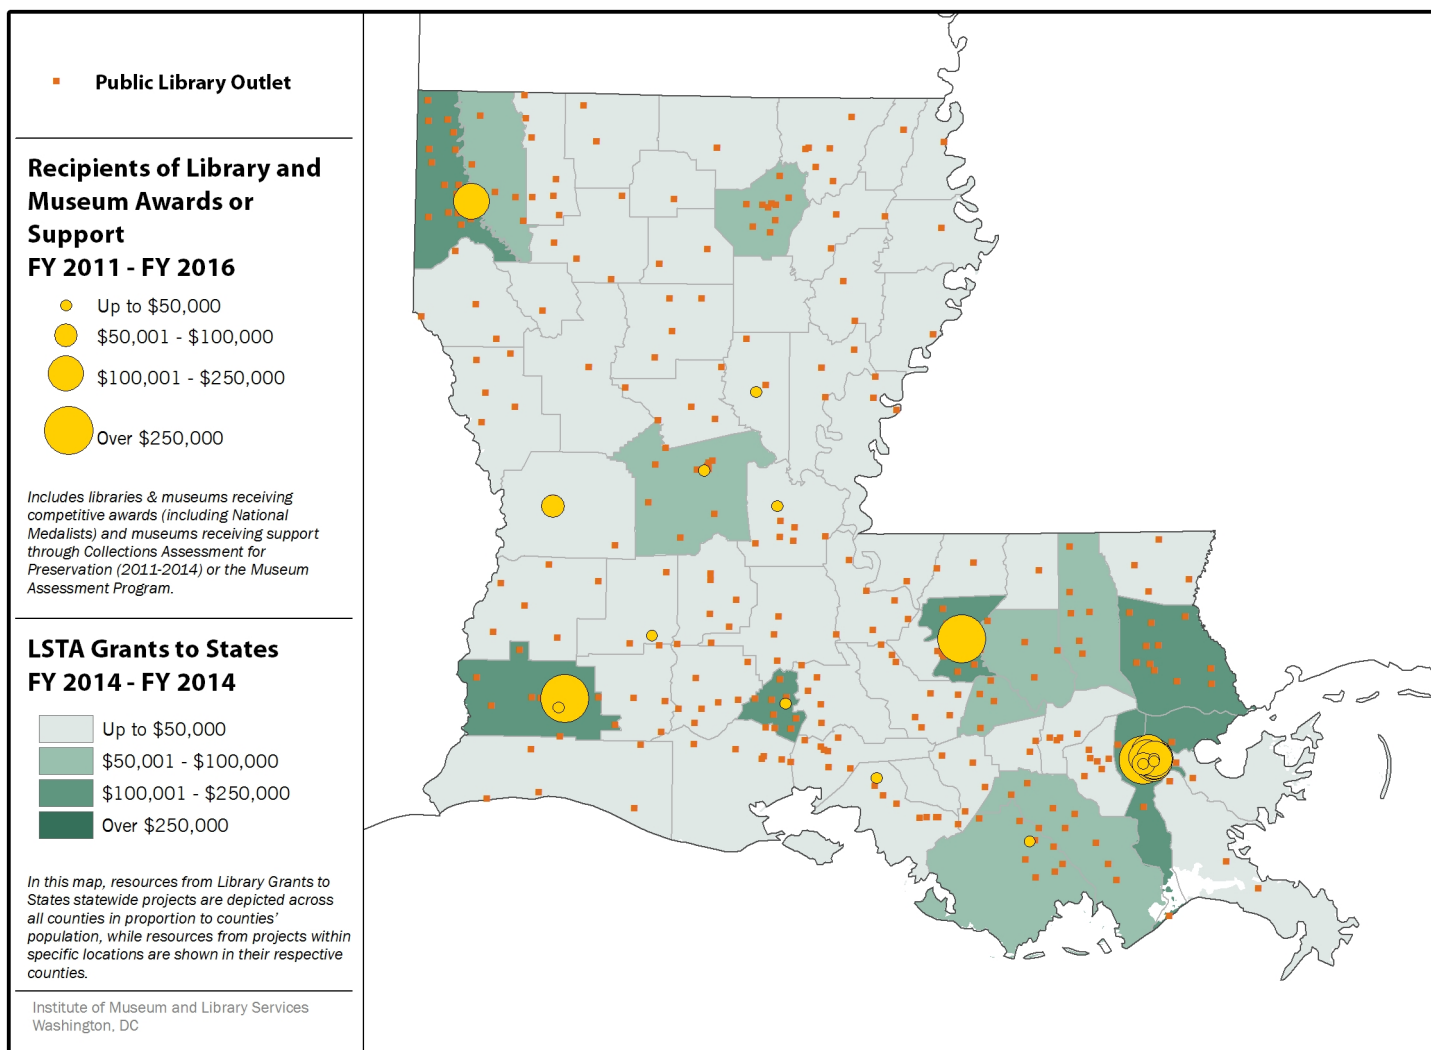 Public Library Outlet
Recipients of Library and
Museum Awards or
Support
FY 2011 - FY 2016
Up to $50,000
$50,001 - $100,000
$100,001 - $250,000
Over $250,000
Includes libraries & museums receiving
competitive awards (including National
Medalists) and museums receiving support
through Collections Assessment for
Preservation (2011-2014) or the Museum
Assessment Program.
LSTA Grants to States
FY 2014 - FY 2014
Up to $50,000
$50,001 - $100,000
$100,001 - $250,000
Over $250,000
In this map, resources from Library Grants to
States statewide projects are depicted across
all counties in proportion to counties'
population, while resources from projects within
specific locations are shown in their respective
counties.
Institute of Museum and Library Services
Washington, DC